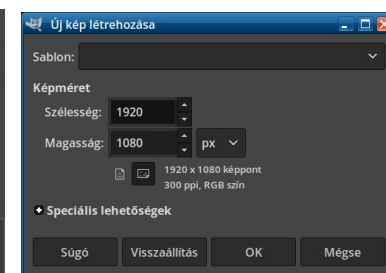 Új kép létrehozása
Sablon:
Képméret
Szélesség: 1920
Magasság: 1080 px
1920 x 1080 képpont
300 ppi, RGB szín
Speciális lehetőségek
Súgó Visszaállítás OK Mégse